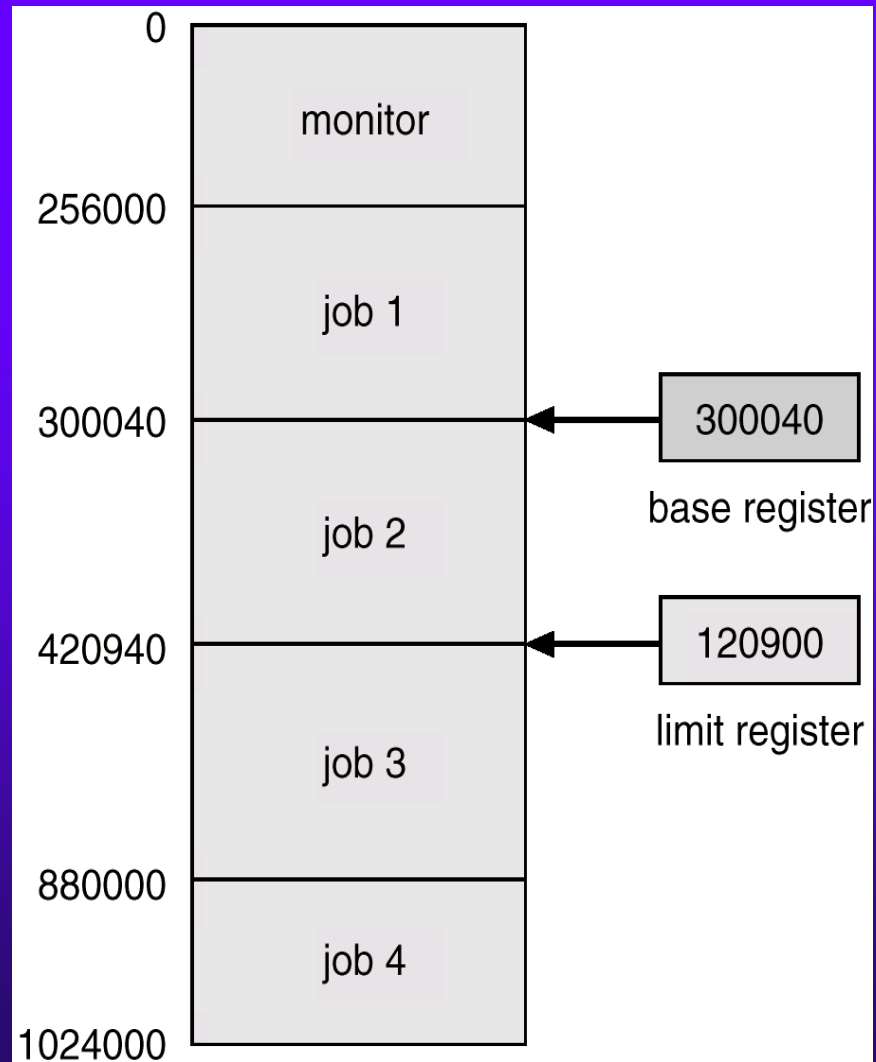 0
monitor
256000
job 1
300040
300040
base register
job 2
420940
120900
limit register
job 3
880000
job 4
1024000